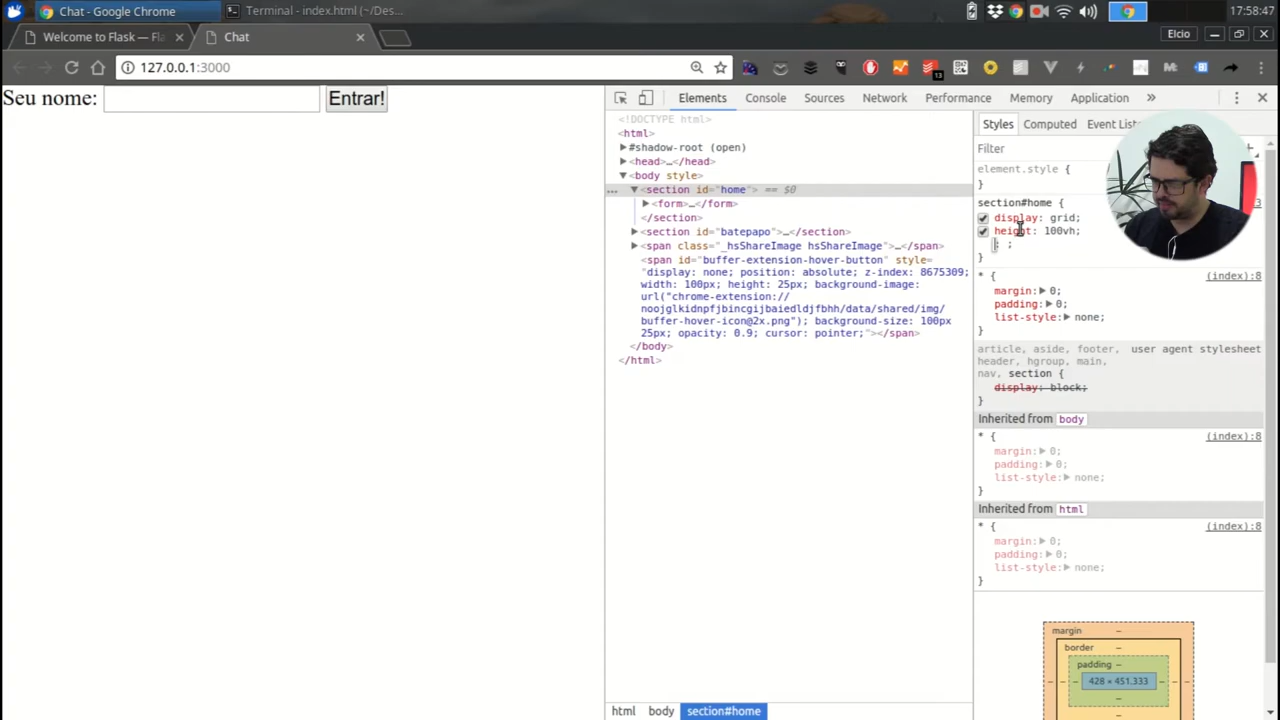 Chat - Google Chrome
Terminal - index.html (~/Des...
17:58:47
Welcome to Flask — Fla
Chat
Elcio
127.0.0.1:3000
13
Seu nome:
Entrar!
Elements
Console
Sources
Network
Performance
Memory
Application
<!DOCTYPE html>
<html>
#shadow-root (open)
<head>…</head>
<body style>
<section id="home"> == $0
<form>…</form>
</section>
<section id="batepapo">…</section>
<span class="_hsShareImage hsShareImage">…</span>
<span id="buffer-extension-hover-button" style=
"display: none; position: absolute; z-index: 8675309;
width: 100px; height: 25px; background-image:
url("chrome-extension://
noojglkidnpfjbincgijbaiedldjfbhh/data/shared/img/
buffer-hover-icon@2x.png"); background-size: 100px
25px; opacity: 0.9; cursor: pointer;"></span>
</body>
</html>
html
body
section#home
Styles
Computed
Event List
Filter
element.style {
}
section#home {
display: grid;
height: 100vh;
: ;
}
* {
(index):8
margin: 0;
padding: 0;
list-style: none;
}
article, aside, footer,
user agent stylesheet
header, hgroup, main,
nav, section {
display: block;
}
Inherited from body
* {
(index):8
margin: 0;
padding: 0;
list-style: none;
}
Inherited from html
* {
(index):8
margin: 0;
padding: 0;
list-style: none;
}
margin
–
border
–
padding
–
428 × 451.333